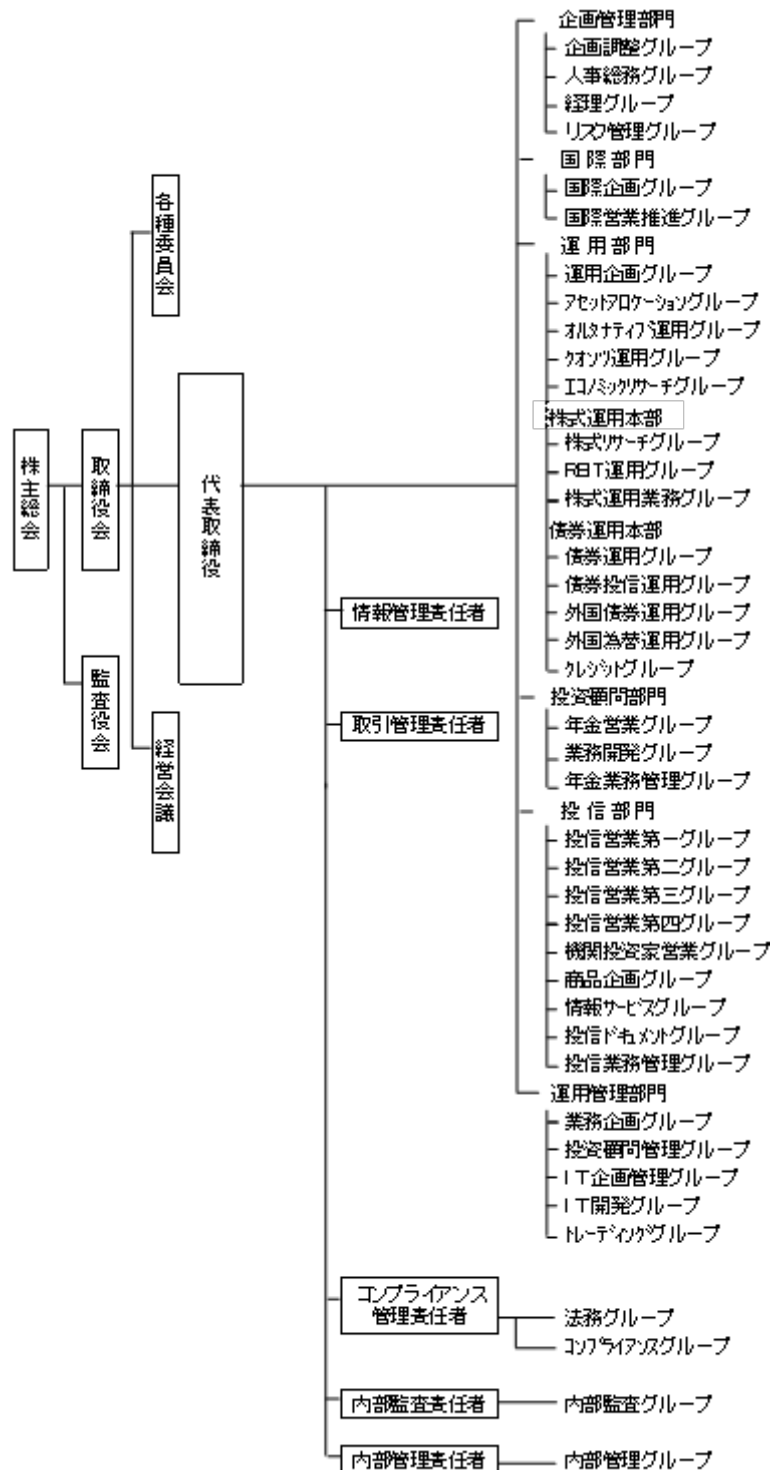 株主総会
取締役会
監査役会
各種委員会
代表取締役
経営会議
企画管理部門
企画調整グループ
人事総務グループ
経理グループ
リスク管理グループ
国際部門
国際企画グループ
国際営業推進グループ
運用部門
運用企画グループ
アセットアロケーショングループ
オルタナティブ運用グループ
クオンツ運用グループ
エコノミックリサーチグループ
株式運用本部
株式リサーチグループ
REIT運用グループ
株式運用業務グループ
債券運用本部
債券運用グループ
債券投信運用グループ
外国債券運用グループ
外国為替運用グループ
クレジットグループ
投資顧問部門
年金営業グループ
業務開発グループ
年金業務管理グループ
投信部門
投信営業第一グループ
投信営業第二グループ
投信営業第三グループ
投信営業第四グループ
機関投資家営業グループ
商品企画グループ
情報サービスグループ
投信ドキュメントグループ
投信業務管理グループ
運用管理部門
業務企画グループ
投資顧問管理グループ
IT企画管理グループ
IT開発グループ
トレーディンググループ
情報管理責任者
取引管理責任者
コンプライアンス
管理責任者
法務グループ
コンプライアンスグループ
内部監査責任者
内部監査グループ
内部管理責任者
内部管理グループ